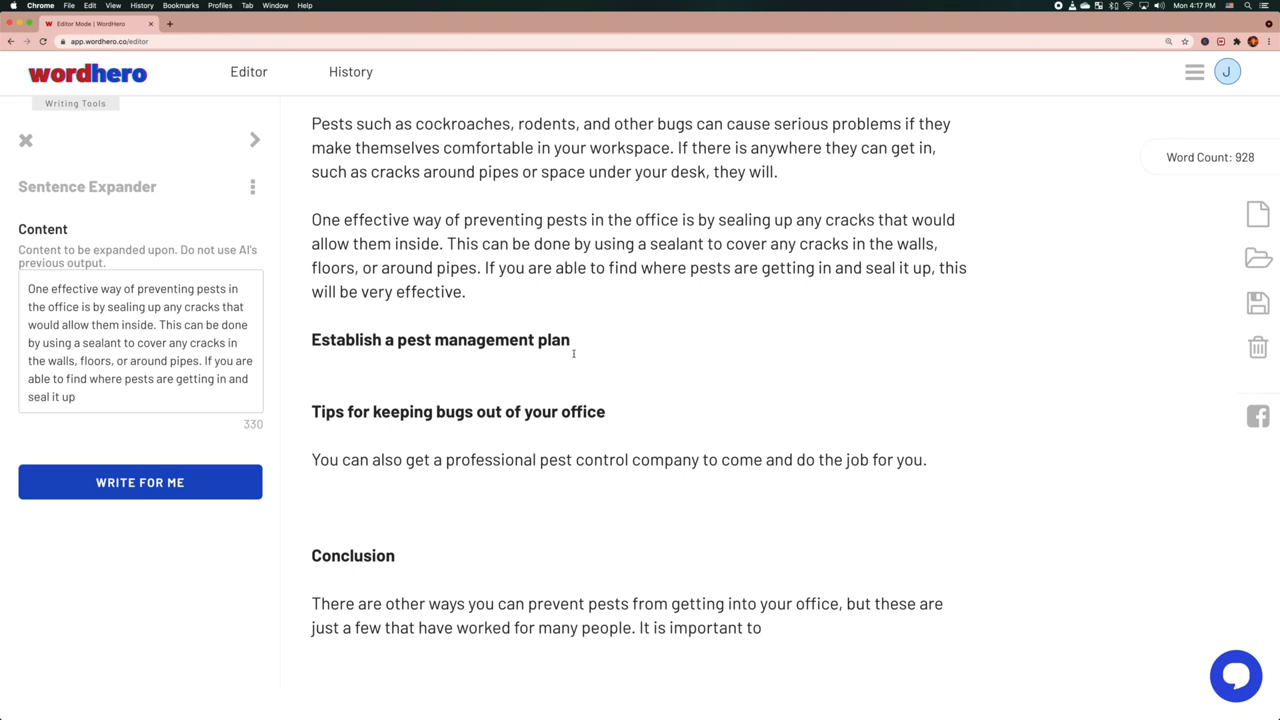 Chrome File Edit View History Bookmarks Profiles Tab Window Help
Mon 4:17 PM
Editor Mode | WordHero
app.wordhero.co/editor
wordhero
Editor
History
J
Writing Tools
Sentence Expander
Content
Content to be expanded upon. Do not use AI's
previous output.
One effective way of preventing pests in
the office is by sealing up any cracks that
would allow them inside. This can be done
by using a sealant to cover any cracks in
the walls, floors, or around pipes. If you are
able to find where pests are getting in and
seal it up
330
WRITE FOR ME
Pests such as cockroaches, rodents, and other bugs can cause serious problems if they
make themselves comfortable in your workspace. If there is anywhere they can get in,
such as cracks around pipes or space under your desk, they will.
One effective way of preventing pests in the office is by sealing up any cracks that would
allow them inside. This can be done by using a sealant to cover any cracks in the walls,
floors, or around pipes. If you are able to find where pests are getting in and seal it up, this
will be very effective.
Establish a pest management plan
Tips for keeping bugs out of your office
You can also get a professional pest control company to come and do the job for you.
Conclusion
There are other ways you can prevent pests from getting into your office, but these are
just a few that have worked for many people. It is important to
Word Count: 928